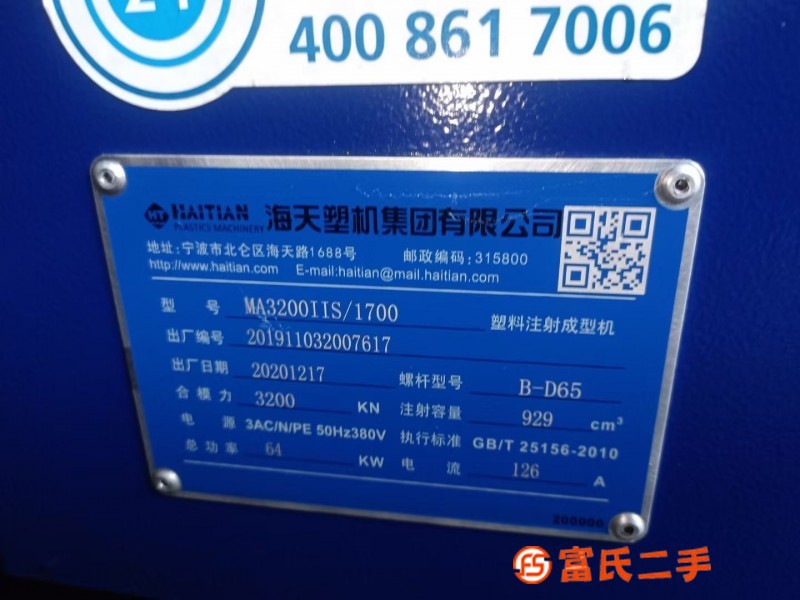 24
400 861 7006
HT HAITIAN PLASTICS MACHINERY 海天塑机集团有限公司
地址:宁波市北仑区海天路1688号 邮政编码:315800
http://www.haitian.com E-mail:haitian@mail.haitian.com
型号 MA3200IIS/1700 塑料注射成型机
出厂编号 201911032007617
出厂日期 20201217 螺杆型号 B-D65
合模力 3200 KN 注射容量 929 cm³
电源 3AC/N/PE 50Hz380V 执行标准 GB/T 25156-2010
总功率 64 KW 电流 126 A
200000
FS 富氏二手